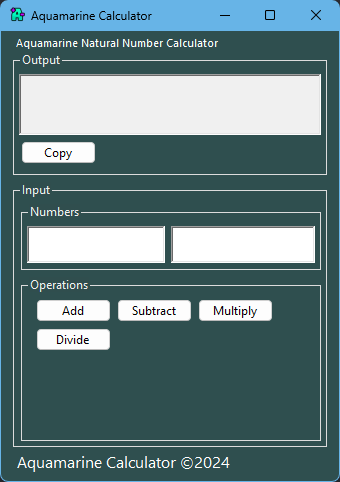 Aquamarine Calculator
Aquamarine Natural Number Calculator
Output
Copy
Input
Numbers
Operations
Add Subtract Multiply
Divide
Aquamarine Calculator ©2024